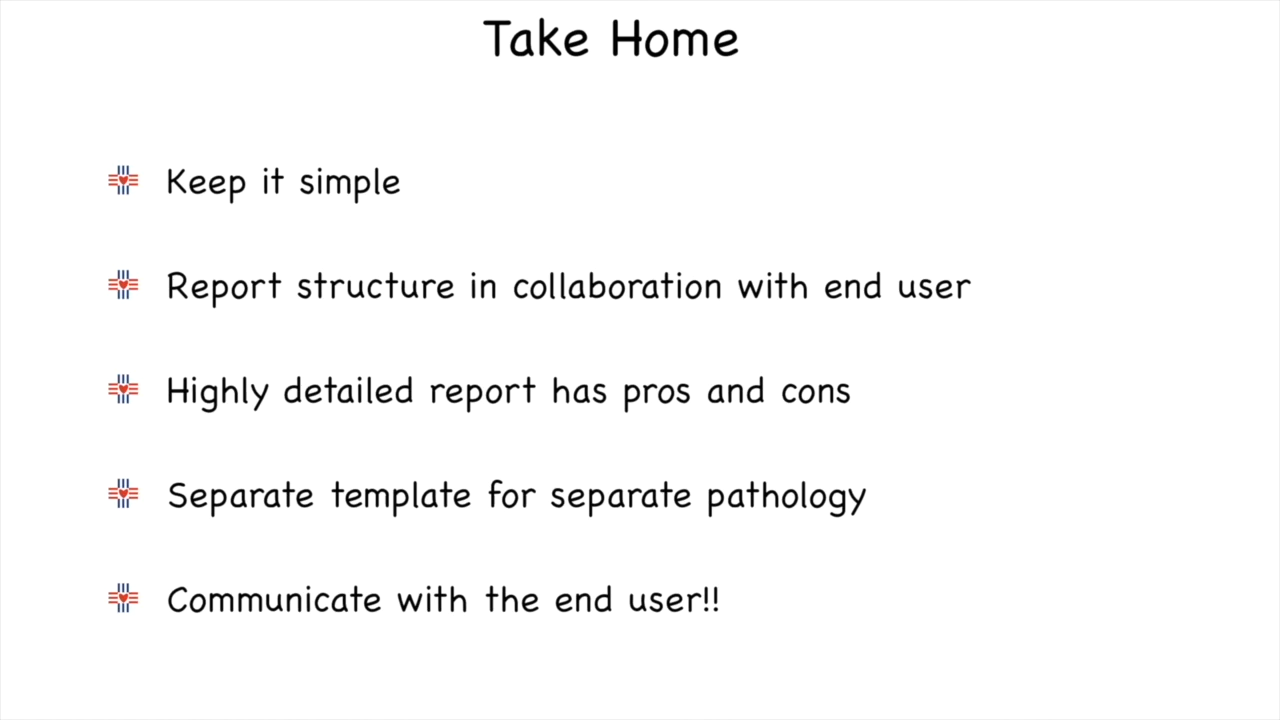 Take Home
Keep it simple
Report structure in collaboration with end user
Highly detailed report has pros and cons
Separate template for separate pathology
Communicate with the end user!!